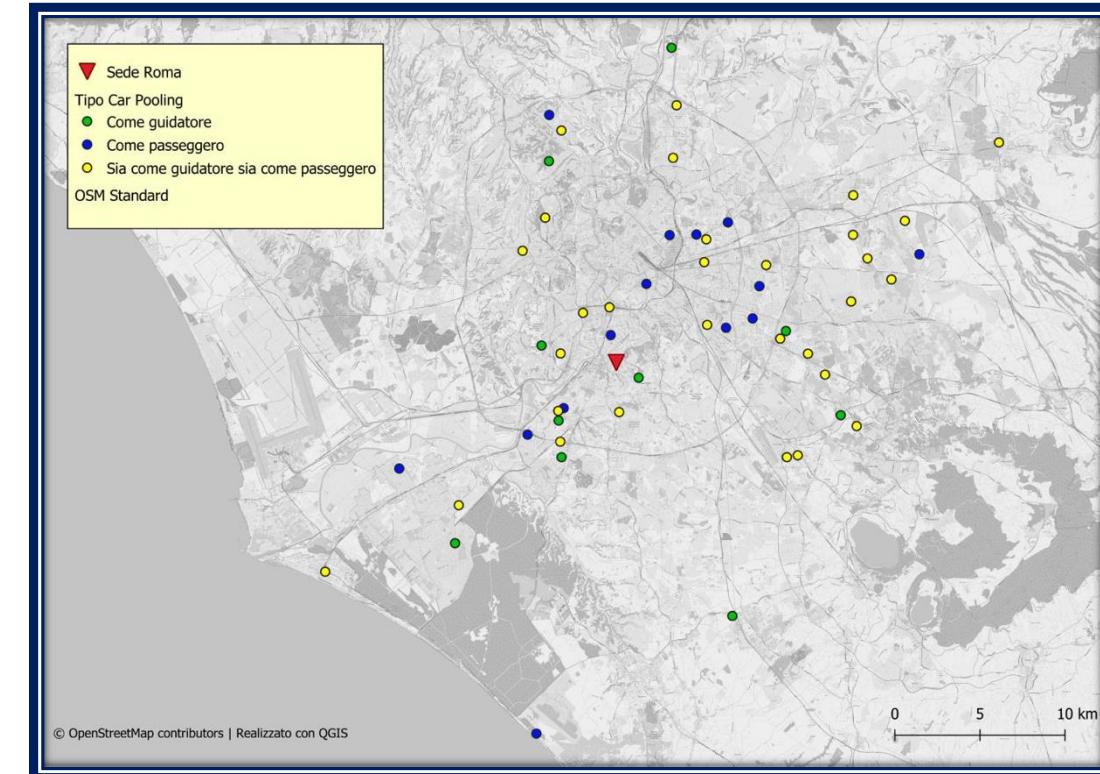 Sede Roma
Tipo Car Pooling
Come guidatore
Come passeggero
Sia come guidatore sia come passeggero
OSM Standard
0 5 10 km
© OpenStreetMap contributors | Realizzato con QGIS